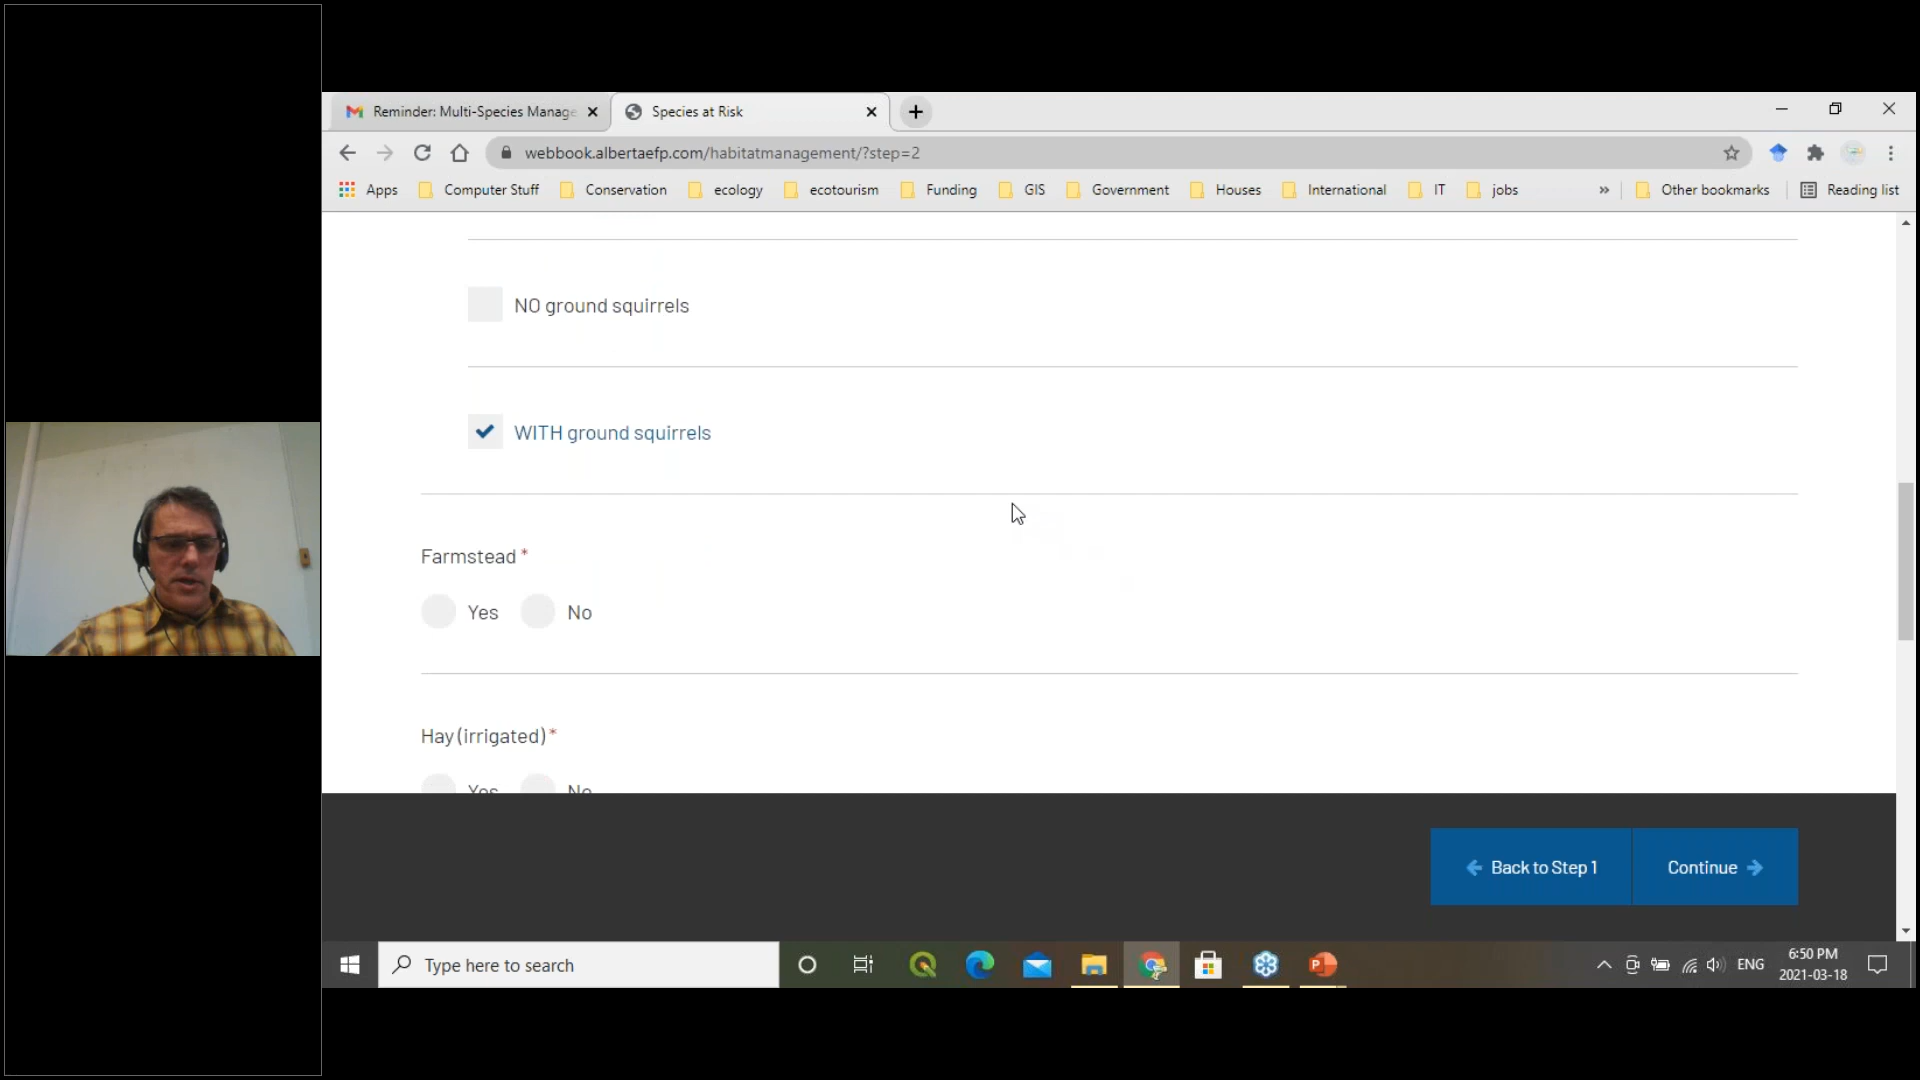 Reminder: Multi-Species Manage
Species at Risk
webbook.albertaefp.com/habitatmanagement/?step=2
Apps
Computer Stuff
Conservation
ecology
ecotourism
Funding
GIS
Government
Houses
International
IT
jobs
»
Other bookmarks
Reading list
NO ground squirrels
WITH ground squirrels
Farmstead *
Yes
No
Hay (irrigated) *
Yes
No
Back to Step 1
Continue
Type here to search
ENG
6:50 PM
2021-03-18